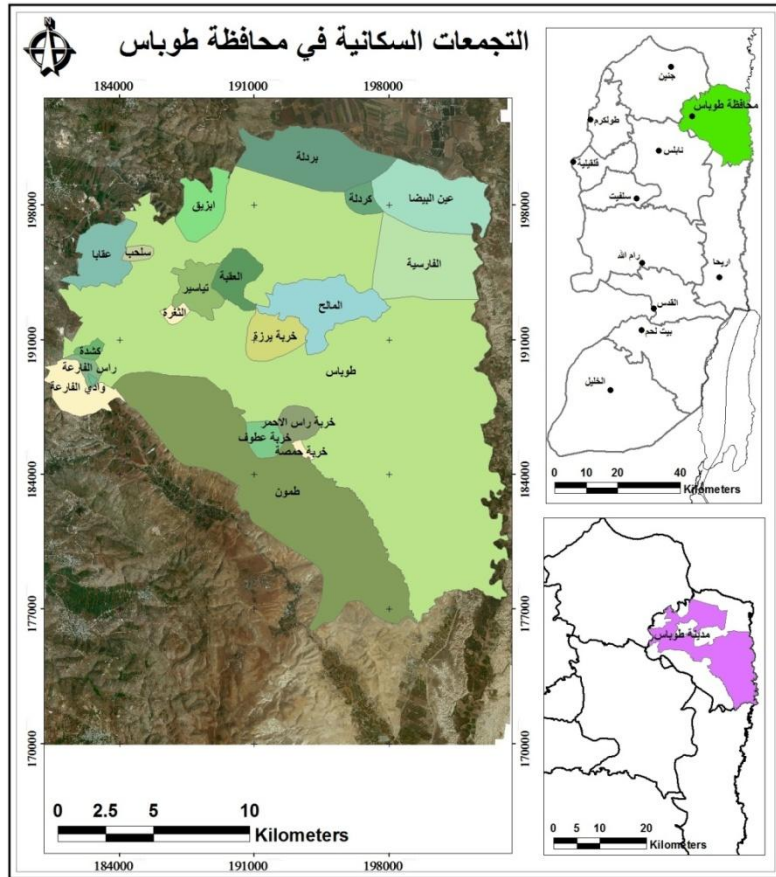 التجمعات السكانية في محافظة طوباس
184000 191000 198000
198000
191000
184000
177000
170000
198000
191000
184000
177000
170000
بردلة
ابزيق
كردلة
عين البيضا
عقابا
سلحب
العقبة
تياسير
الفارسية
الثغرة
المالح
خربة برزة
كشدة
راس الفارعة
وادي الفارعة
طوباس
خربة راس الاحمر
خربة عطوف
خربة حمصة
طمون
0 2.5 5 10
Kilometers
184000 191000 198000
جنين
محافظة طوباس
طولكرم
نابلس
قلقيلية
سلفيت
رام الله
اريحا
القدس
بيت لحم
الخليل
0 10 20 40
Kilometers
مدينة طوباس
0 5 10 20
Kilometers